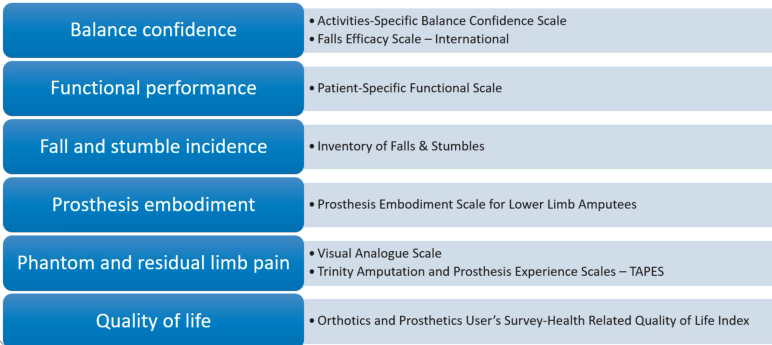 Balance confidence
• Activities-Specific Balance Confidence Scale
• Falls Efficacy Scale – International
Functional performance
• Patient-Specific Functional Scale
Fall and stumble incidence
• Inventory of Falls & Stumbles
Prosthesis embodiment
• Prosthesis Embodiment Scale for Lower Limb Amputees
Phantom and residual limb pain
• Visual Analogue Scale
• Trinity Amputation and Prosthesis Experience Scales – TAPES
Quality of life
• Orthotics and Prosthetics User's Survey-Health Related Quality of Life Index